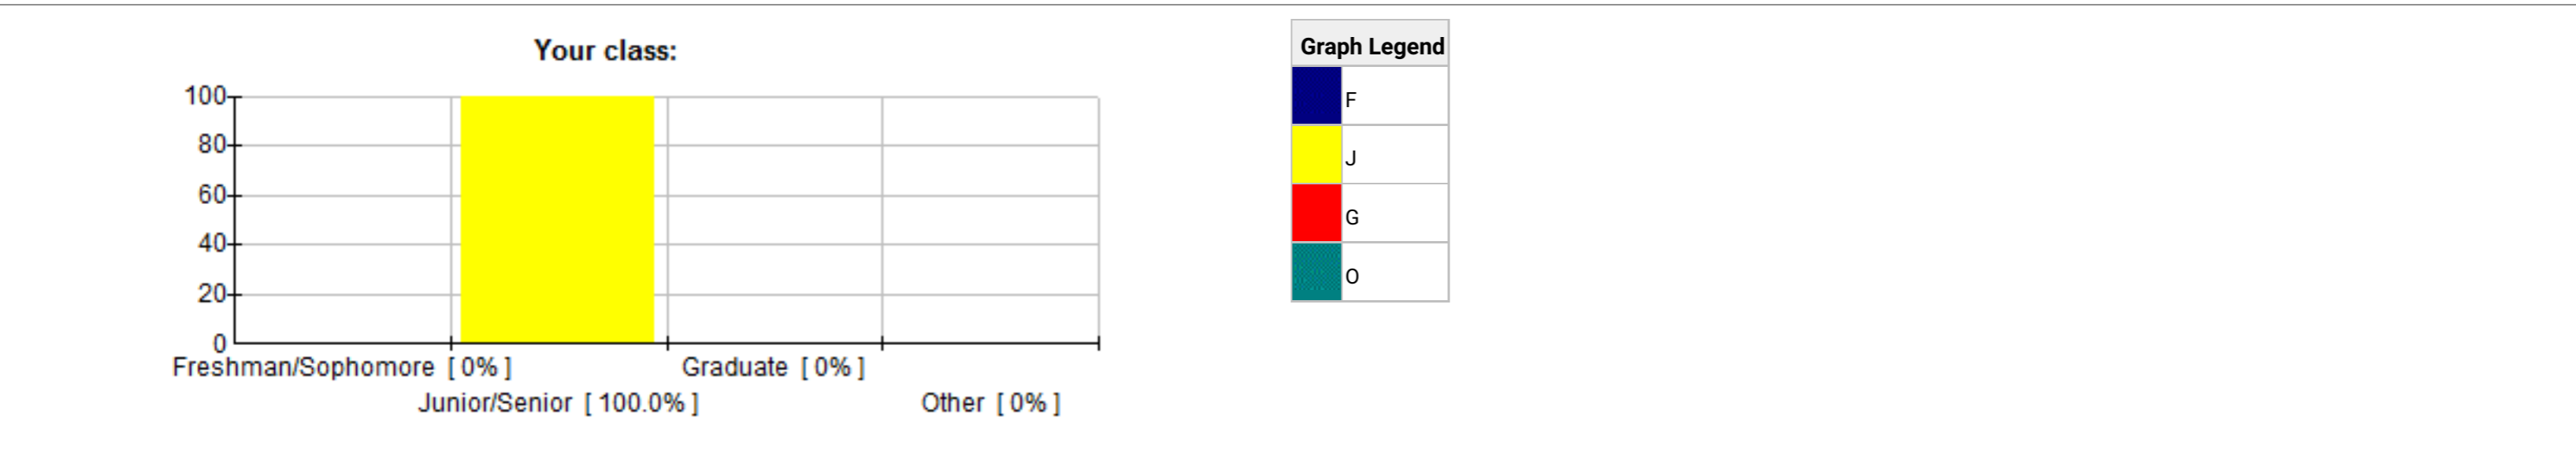 Your class:
100
80
60
40
20
0
Freshman/Sophomore [ 0% ]
Graduate [ 0% ]
Junior/Senior [ 100.0% ]
Other [ 0% ]
Graph Legend
F
J
G
O